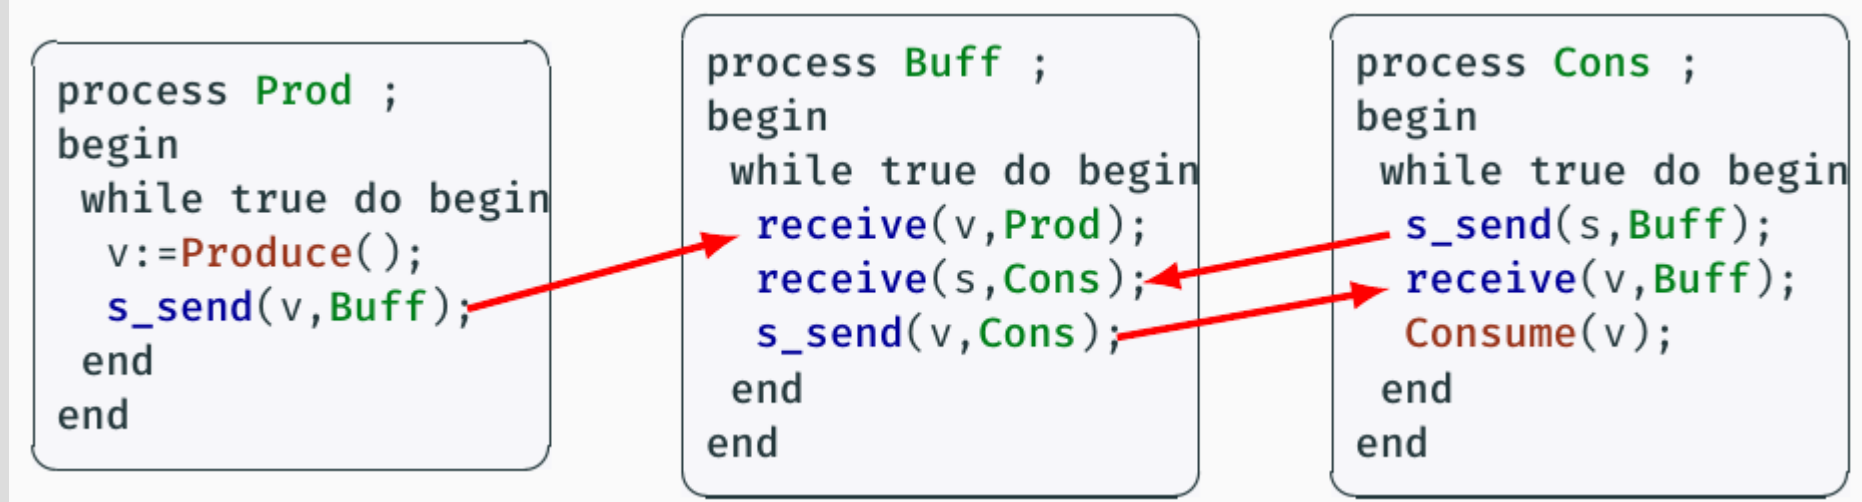 process Prod ;
begin
 while true do begin
  v:=Produce();
  s_send(v,Buff);
 end
end
process Buff ;
begin
 while true do begin
  receive(v,Prod);
  receive(s,Cons);
  s_send(v,Cons);
 end
end
process Cons ;
begin
 while true do begin
  s_send(s,Buff);
  receive(v,Buff);
  Consume(v);
 end
end